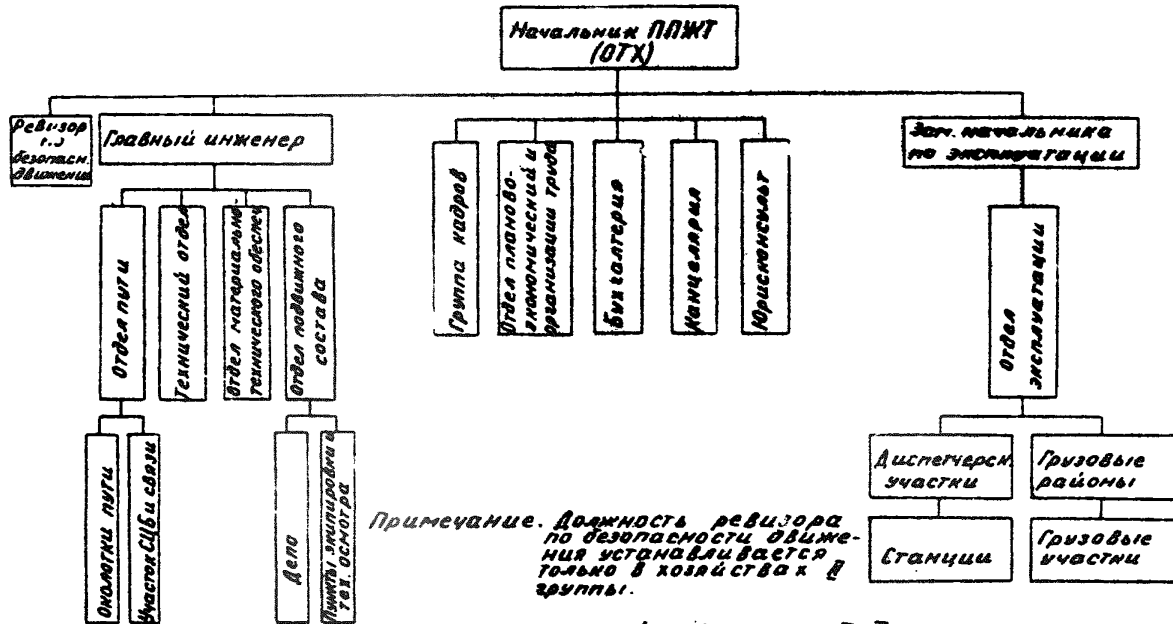 Начальник ППЖТ
(ОТХ)
Ревизор
безопасн.
движения
Главный инженер
Зам. начальника
по эксплуатации
Отдел пути
Технический отдел
Отдел материально-
технического обеспеч
Отдел подвижного
состава
Группа кадров
Отдел планово-
экономический и
организации труда
Бухгалтерия
Канцелярия
Юрисконсульт
Отдел
эксплуатации
Околотки пути
Участок СЦБ и связи
Депо
Пункты экипировки и
тех. осмотра
Диспетчерск.
участки
Грузовые
районы
Станции
Грузовые
участки
Примечание. Должность ревизора
по безопасности движе-
ния устанавливается
только в хозяйствах
группы.